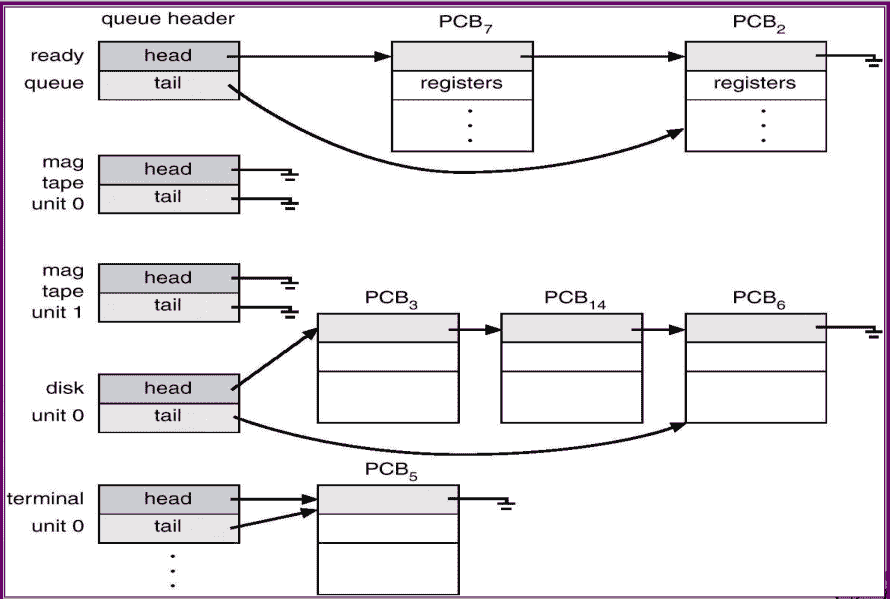 queue header
PCB7
PCB2
ready
queue
head
tail
registers
registers
mag
tape
unit 0
head
tail
mag
tape
unit 1
head
tail
PCB3
PCB14
PCB6
disk
unit 0
head
tail
PCB5
terminal
unit 0
head
tail